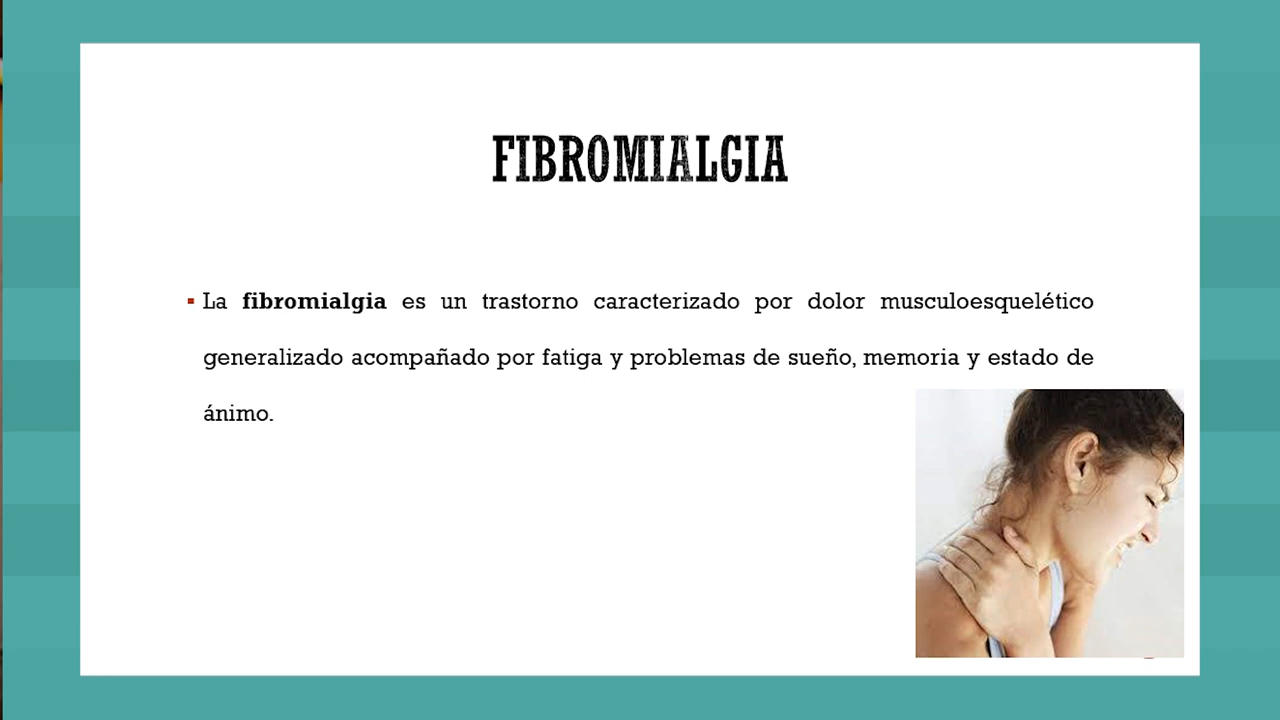 FIBROMIALGIA
▪ La fibromialgia es un trastorno caracterizado por dolor musculoesquelético
generalizado acompañado por fatiga y problemas de sueño, memoria y estado de
ánimo.